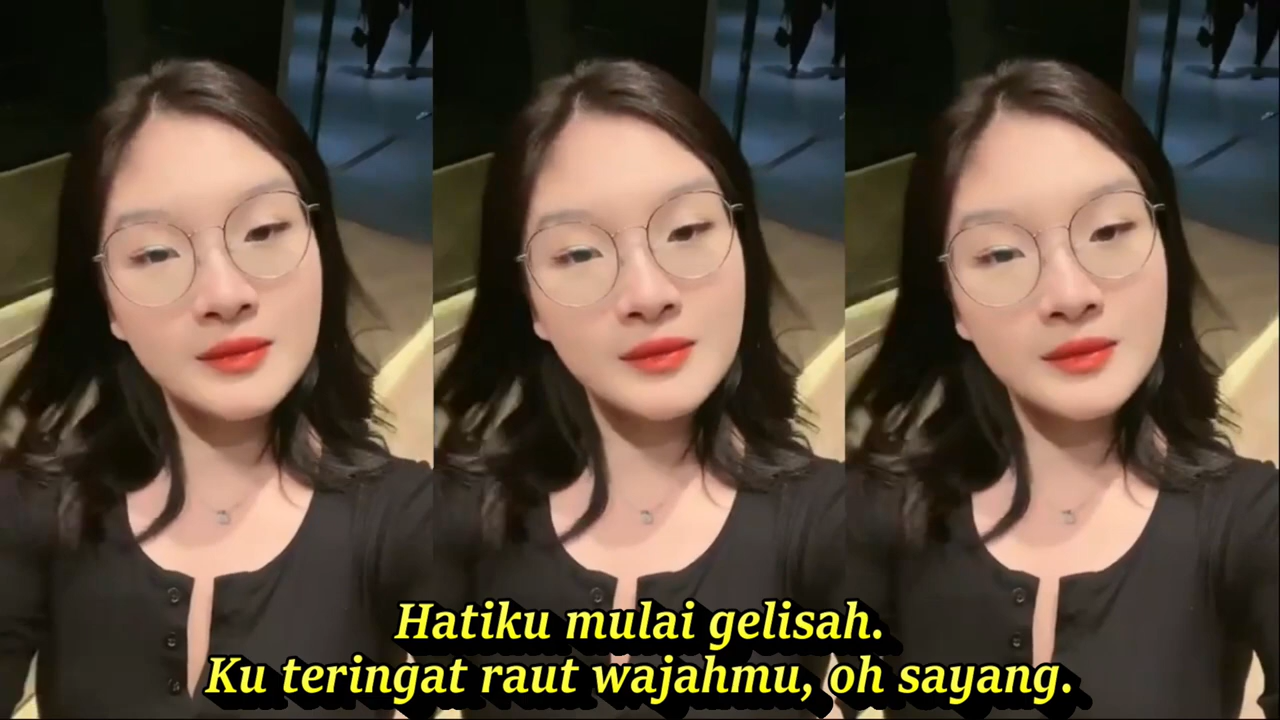 Hatiku mulai gelisah.
Ku teringat raut wajahmu, oh sayang.